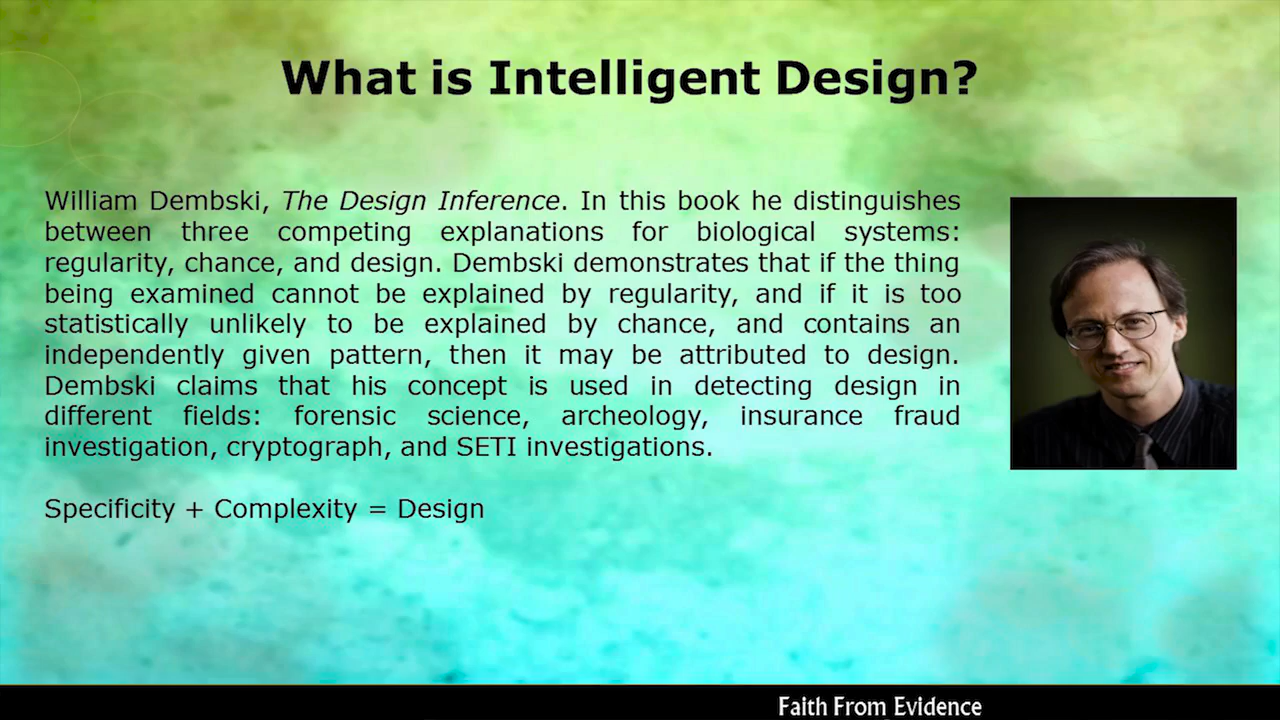 What is Intelligent Design?
William Dembski, The Design Inference. In this book he distinguishes
between three competing explanations for biological systems:
regularity, chance, and design. Dembski demonstrates that if the thing
being examined cannot be explained by regularity, and if it is too
statistically unlikely to be explained by chance, and contains an
independently given pattern, then it may be attributed to design.
Dembski claims that his concept is used in detecting design in
different fields: forensic science, archeology, insurance fraud
investigation, cryptograph, and SETI investigations.
Specificity + Complexity = Design
Faith From Evidence